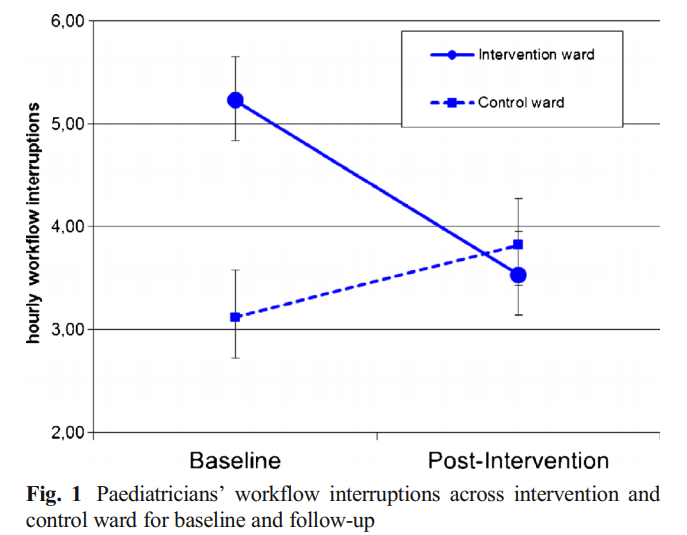 6,00
5,00
4,00
3,00
2,00
hourly workflow interruptions
Intervention ward
Control ward
Baseline
Post-Intervention
Fig. 1 Paediatricians’ workflow interruptions across intervention and
control ward for baseline and follow-up